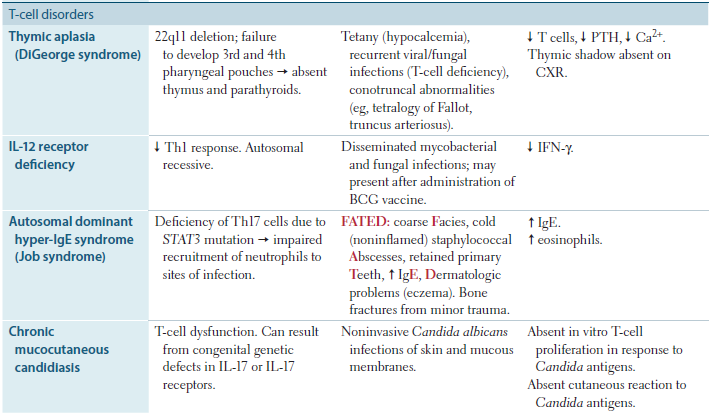 T-cell disorders
Thymic aplasia
(DiGeorge syndrome)
22q11 deletion; failure
to develop 3rd and 4th
pharyngeal pouches → absent
thymus and parathyroids.
Tetany (hypocalcemia),
recurrent viral/fungal
infections (T-cell deficiency),
conotruncal abnormalities
(eg, tetralogy of Fallot,
truncus arteriosus).
↓ T cells, ↓ PTH, ↓ Ca²⁺.
Thymic shadow absent on
CXR.
IL-12 receptor
deficiency
↓ Th1 response. Autosomal
recessive.
Disseminated mycobacterial
and fungal infections; may
present after administration of
BCG vaccine.
↓ IFN-γ.
Autosomal dominant
hyper-IgE syndrome
(Job syndrome)
Deficiency of Th17 cells due to
STAT3 mutation → impaired
recruitment of neutrophils to
sites of infection.
FATED: coarse Facies, cold
(noninflamed) staphylococcal
Abscesses, retained primary
Teeth, ↑ IgE, Dermatologic
problems (eczema). Bone
fractures from minor trauma.
↑ IgE.
↑ eosinophils.
Chronic
mucocutaneous
candidiasis
T-cell dysfunction. Can result
from congenital genetic
defects in IL-17 or IL-17
receptors.
Noninvasive Candida albicans
infections of skin and mucous
membranes.
Absent in vitro T-cell
proliferation in response to
Candida antigens.
Absent cutaneous reaction to
Candida antigens.